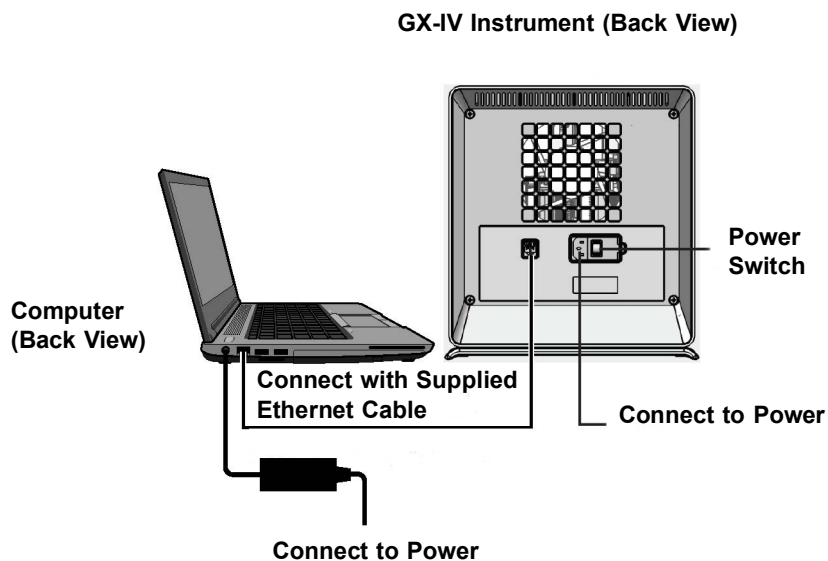 GX-IV Instrument (Back View)
Power
Switch
Computer
(Back View)
Connect with Supplied
Ethernet Cable
Connect to Power
Connect to Power